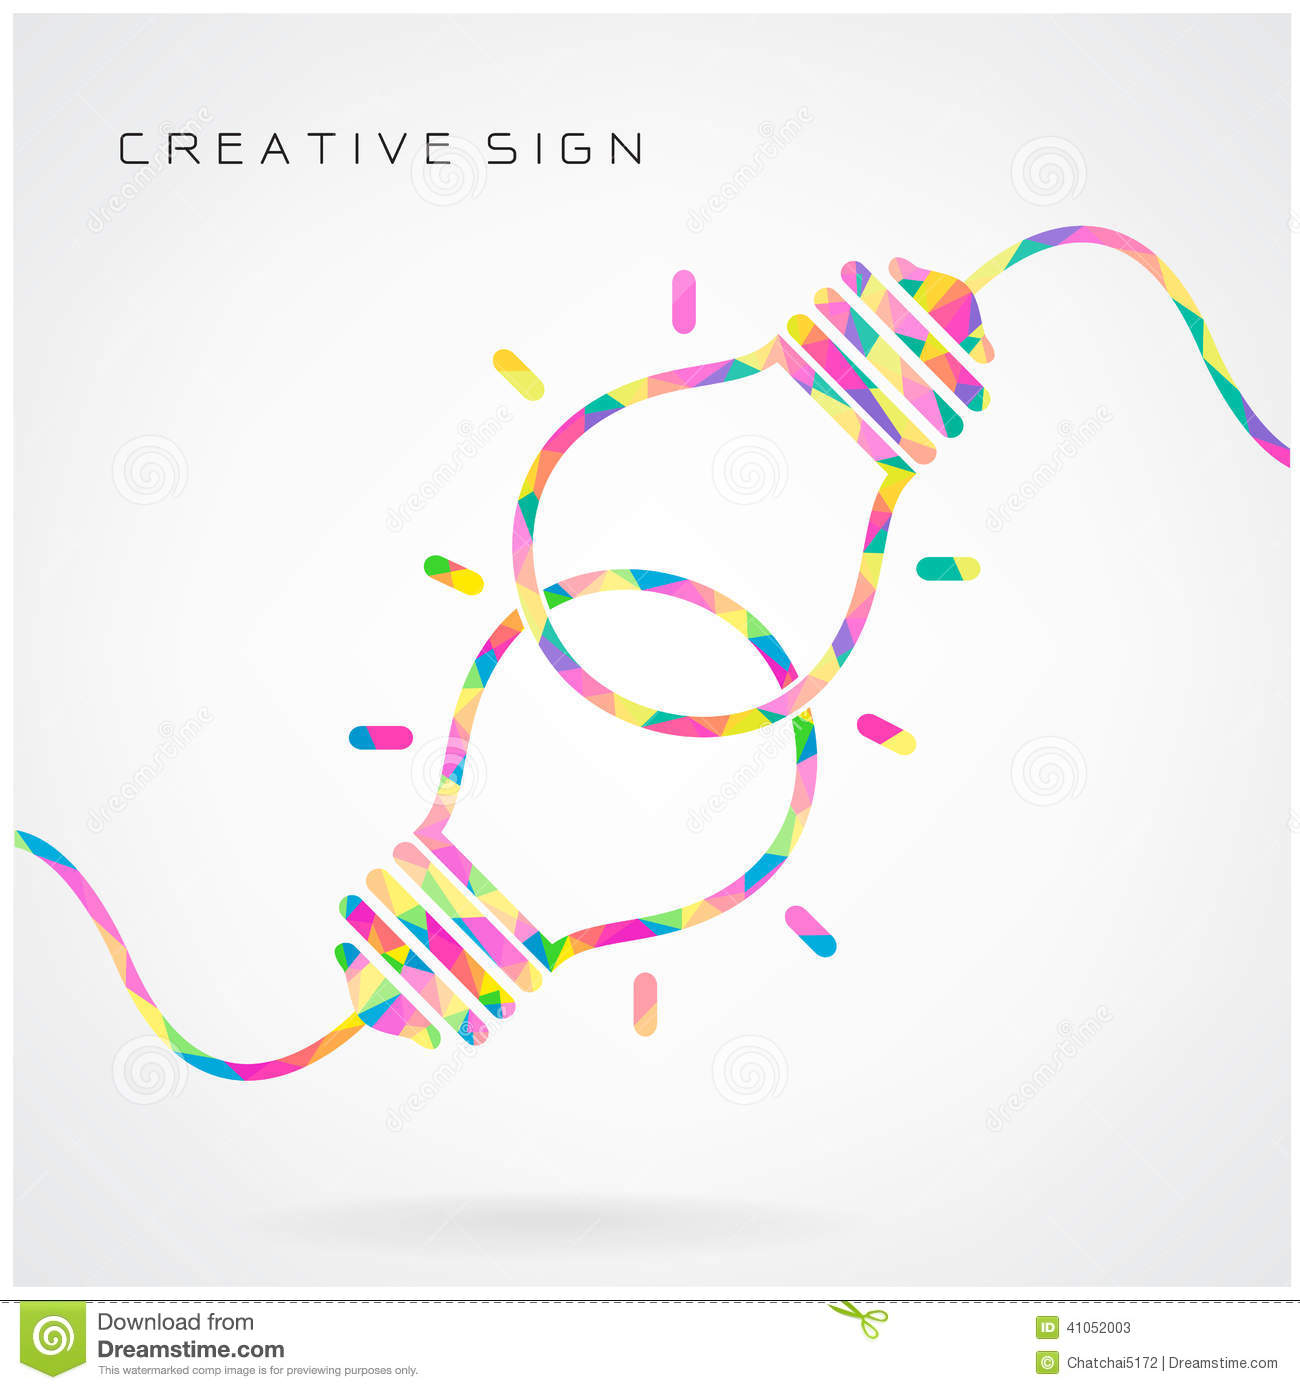 CREATIVE SIGN
dreamstime
Download from
Dreamstime.com
This watermarked comp image is for previewing purposes only.
ID 41052003
© Chatchai5172 | Dreamstime.com